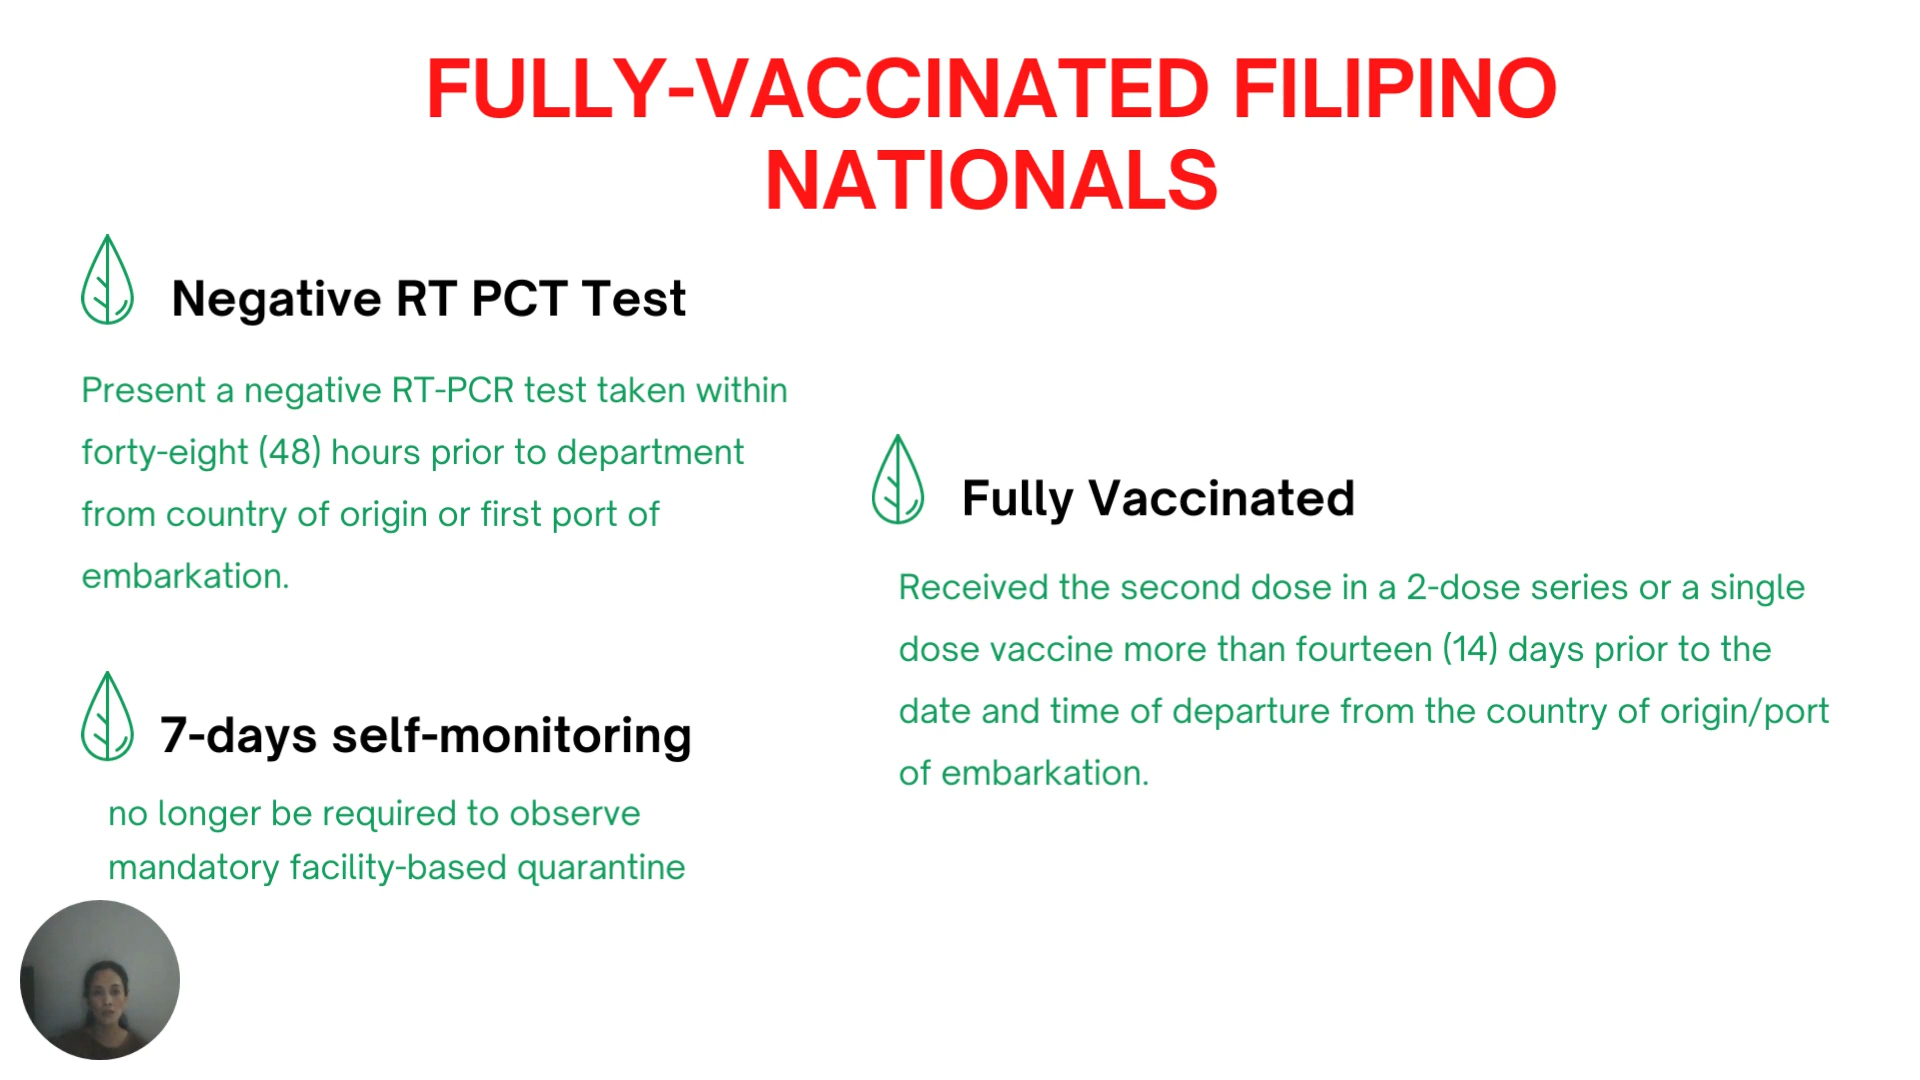 FULLY-VACCINATED FILIPINO
NATIONALS
Negative RT PCT Test
Present a negative RT-PCR test taken within
forty-eight (48) hours prior to department
from country of origin or first port of
embarkation.
7-days self-monitoring
no longer be required to observe
mandatory facility-based quarantine
Fully Vaccinated
Received the second dose in a 2-dose series or a single
dose vaccine more than fourteen (14) days prior to the
date and time of departure from the country of origin/port
of embarkation.